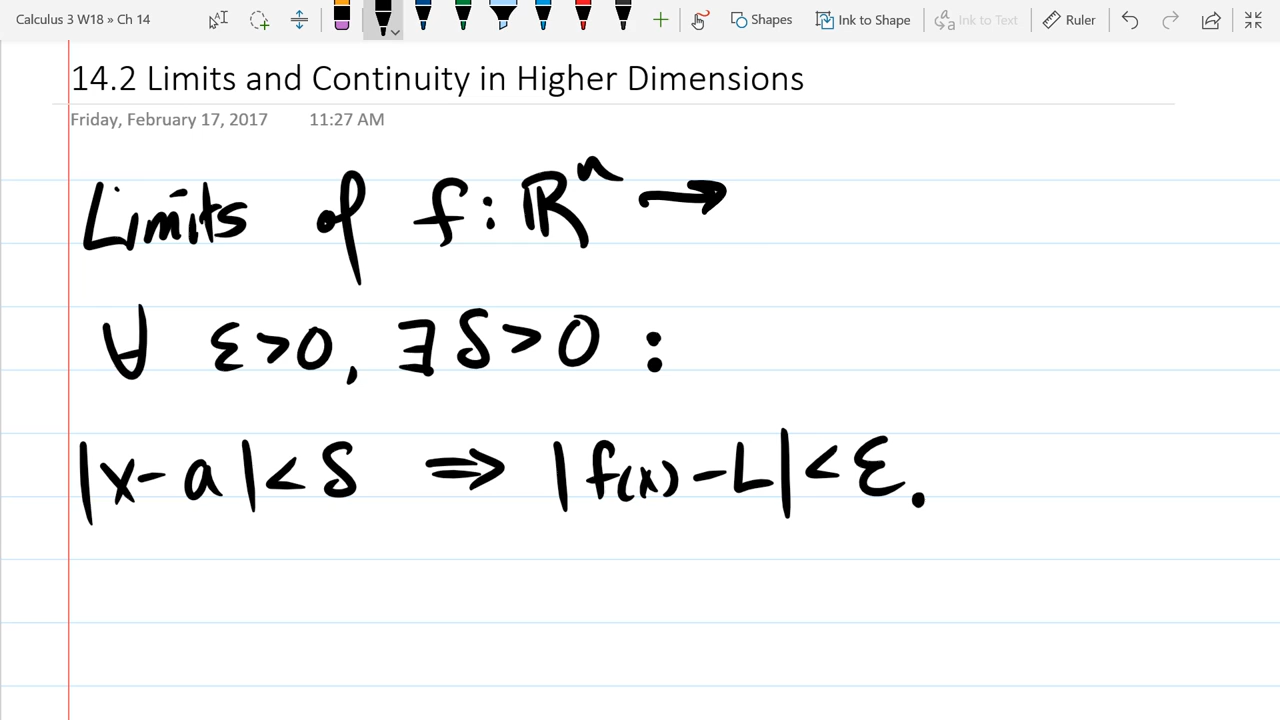 Calculus 3 W18 » Ch 14
Shapes
Ink to Shape
Ink to Text
Ruler
14.2 Limits and Continuity in Higher Dimensions
Friday, February 17, 2017 11:27 AM
Limits of f: ℝⁿ →
∀ ε>0, ∃ δ>0 :
|x-a|<δ ⇒ |f(x)-L|<ε.